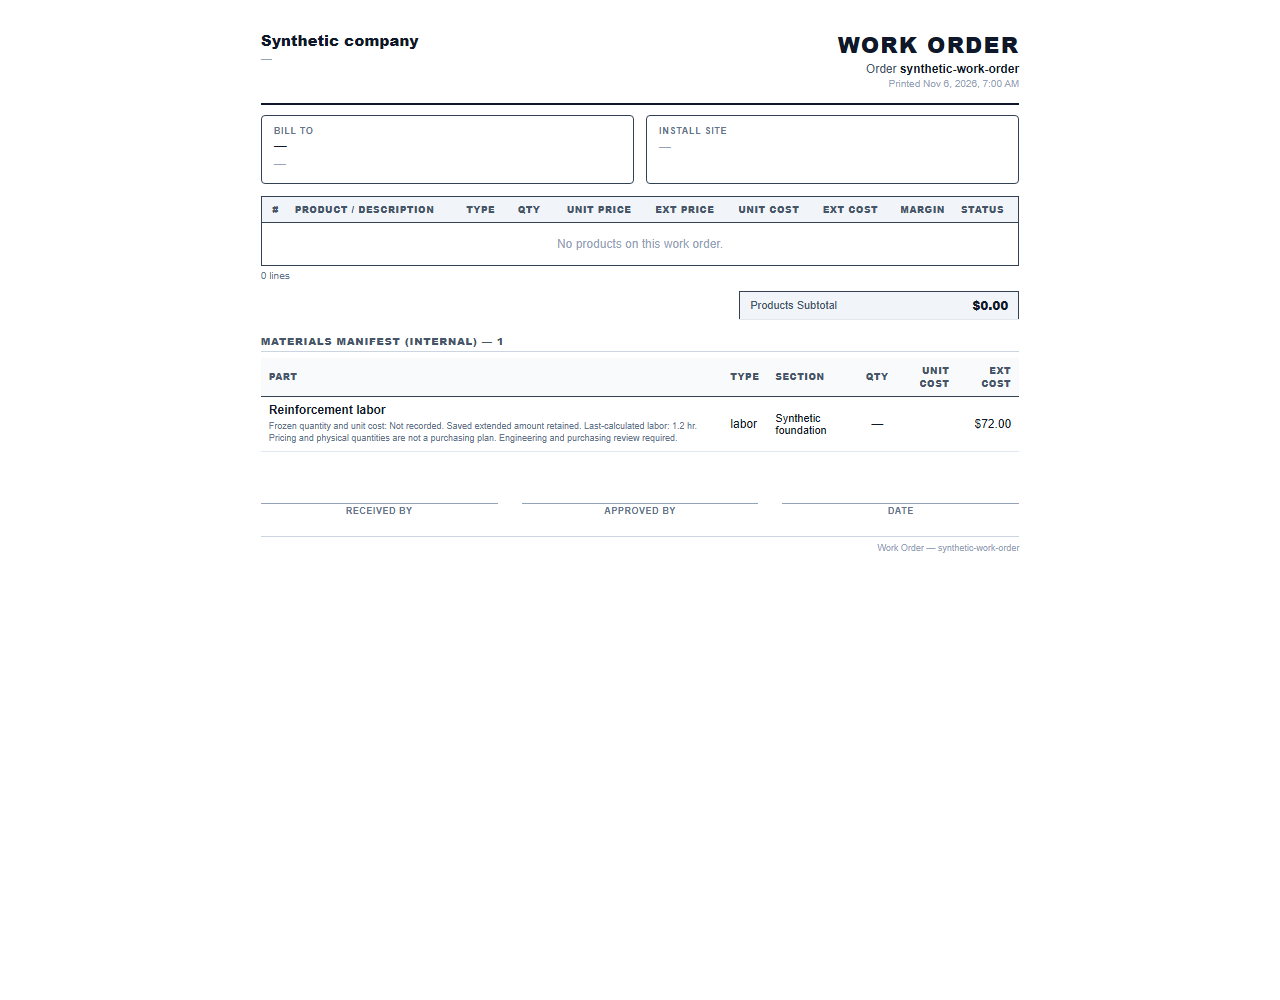 Synthetic company
—
WORK ORDER
Order synthetic-work-order
Printed Nov 6, 2026, 7:00 AM
BILL TO
—
—
INSTALL SITE
—
# PRODUCT / DESCRIPTION TYPE QTY UNIT PRICE EXT PRICE UNIT COST EXT COST MARGIN STATUS
No products on this work order.
0 lines
Products Subtotal $0.00
MATERIALS MANIFEST (INTERNAL) — 1
PART TYPE SECTION QTY UNIT COST EXT COST
Reinforcement labor
Frozen quantity and unit cost: Not recorded. Saved extended amount retained. Last-calculated labor: 1.2 hr.
Pricing and physical quantities are not a purchasing plan. Engineering and purchasing review required.
labor
Synthetic
foundation
—
$72.00
RECEIVED BY APPROVED BY DATE
Work Order — synthetic-work-order